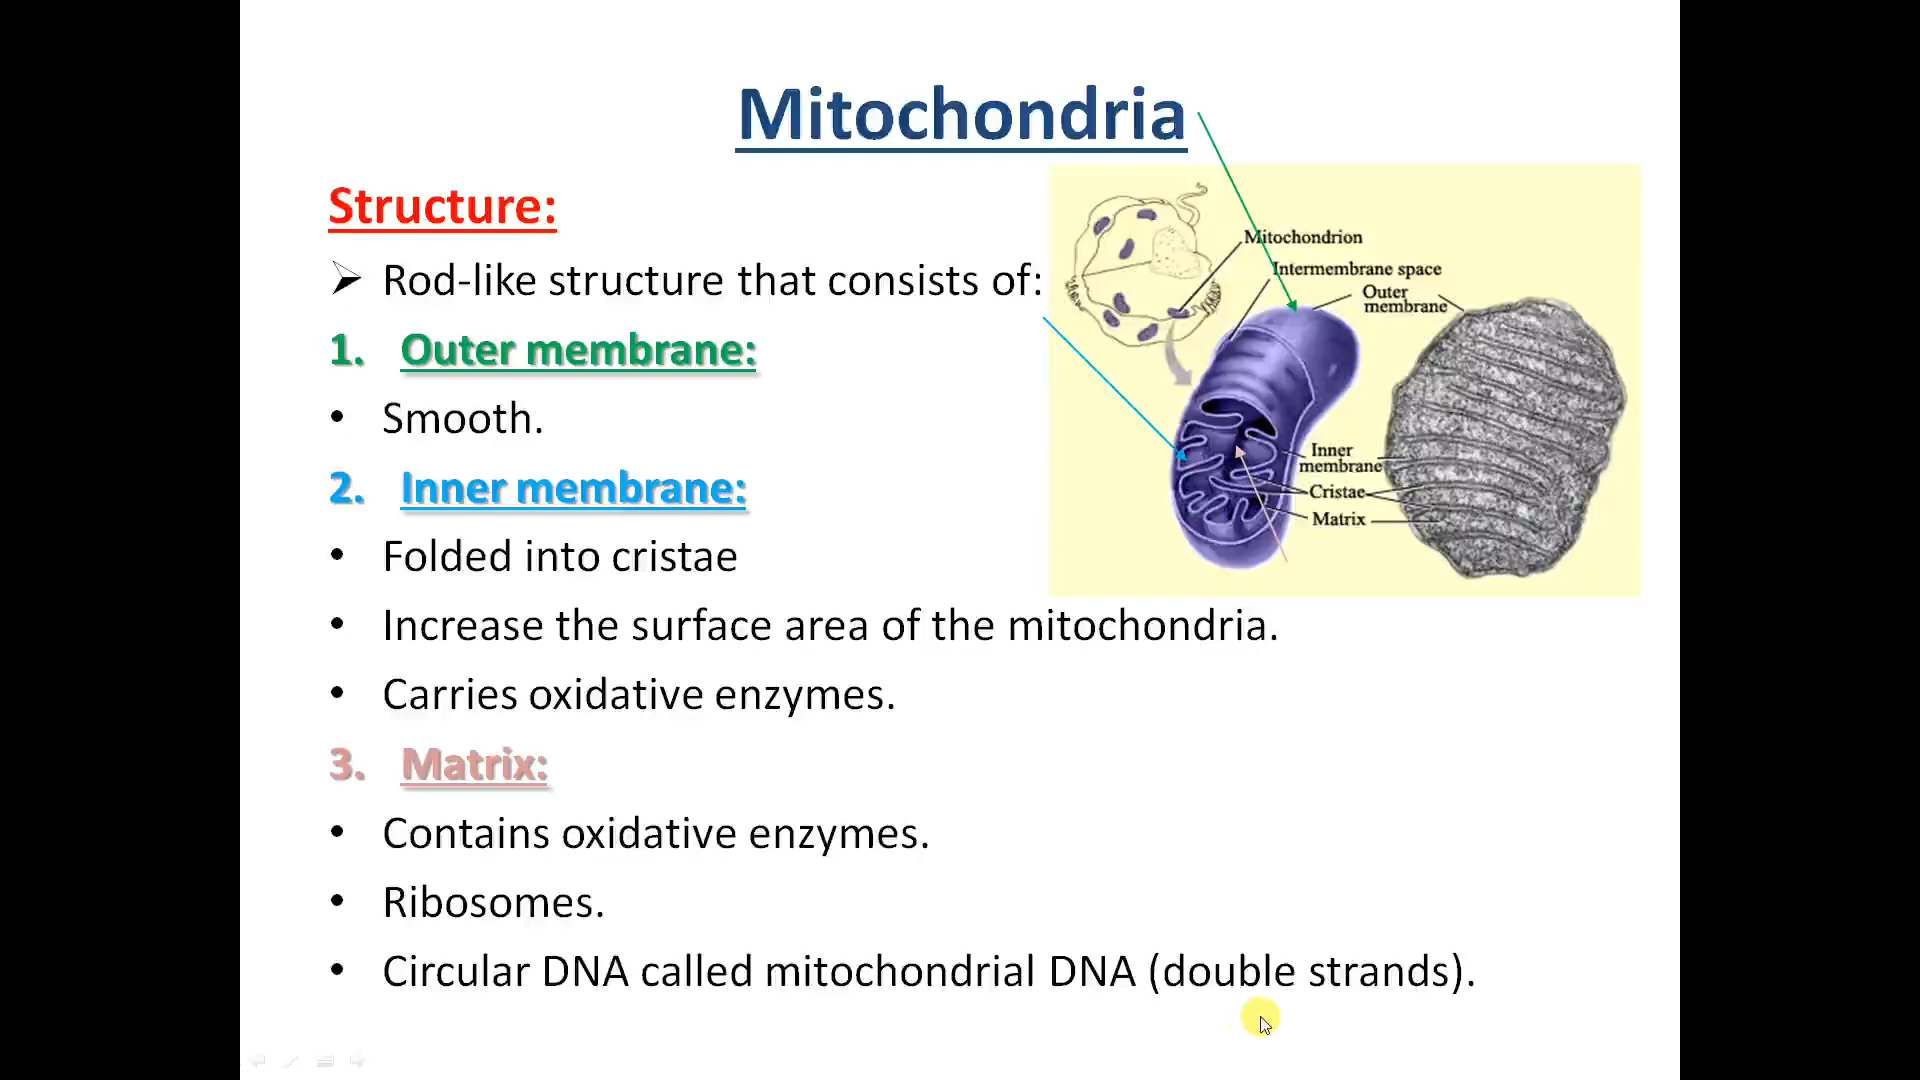 Mitochondria
Structure:
➢ Rod-like structure that consists of:
1. Outer membrane:
• Smooth.
2. Inner membrane:
• Folded into cristae
• Increase the surface area of the mitochondria.
• Carries oxidative enzymes.
3. Matrix:
• Contains oxidative enzymes.
• Ribosomes.
• Circular DNA called mitochondrial DNA (double strands).
Mitochondrion
Intermembrane space
Outer
membrane
Inner
membrane
Cristae
Matrix